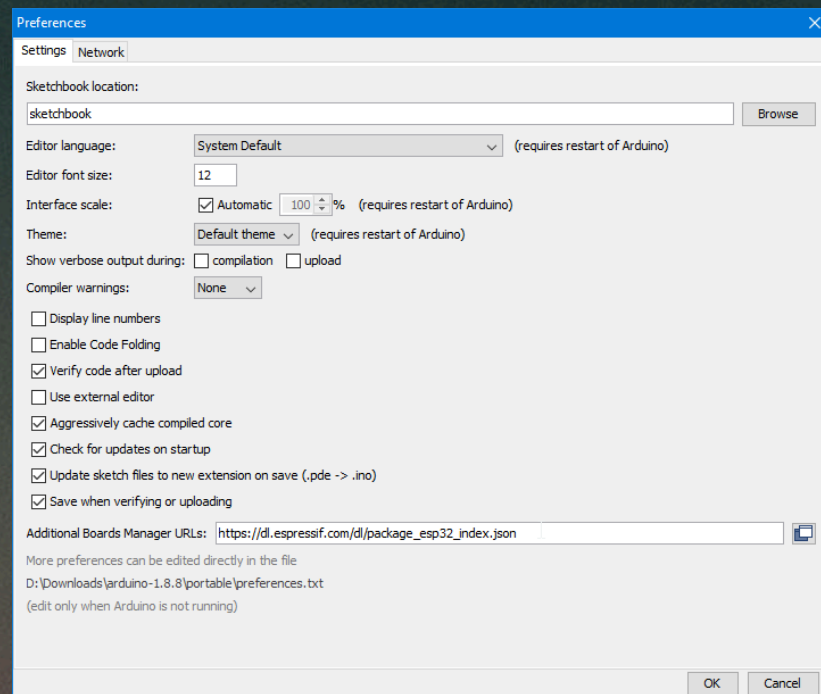 Preferences
Settings Network
Sketchbook location:
sketchbook Browse
Editor language: System Default (requires restart of Arduino)
Editor font size: 12
Interface scale: Automatic 100 % (requires restart of Arduino)
Theme: Default theme (requires restart of Arduino)
Show verbose output during: compilation upload
Compiler warnings: None
Display line numbers
Enable Code Folding
Verify code after upload
Use external editor
Aggressively cache compiled core
Check for updates on startup
Update sketch files to new extension on save (.pde -> .ino)
Save when verifying or uploading
Additional Boards Manager URLs: https://dl.espressif.com/dl/package_esp32_index.json
More preferences can be edited directly in the file
D:\Downloads\arduino-1.8.8\portable\preferences.txt
(edit only when Arduino is not running)
OK Cancel